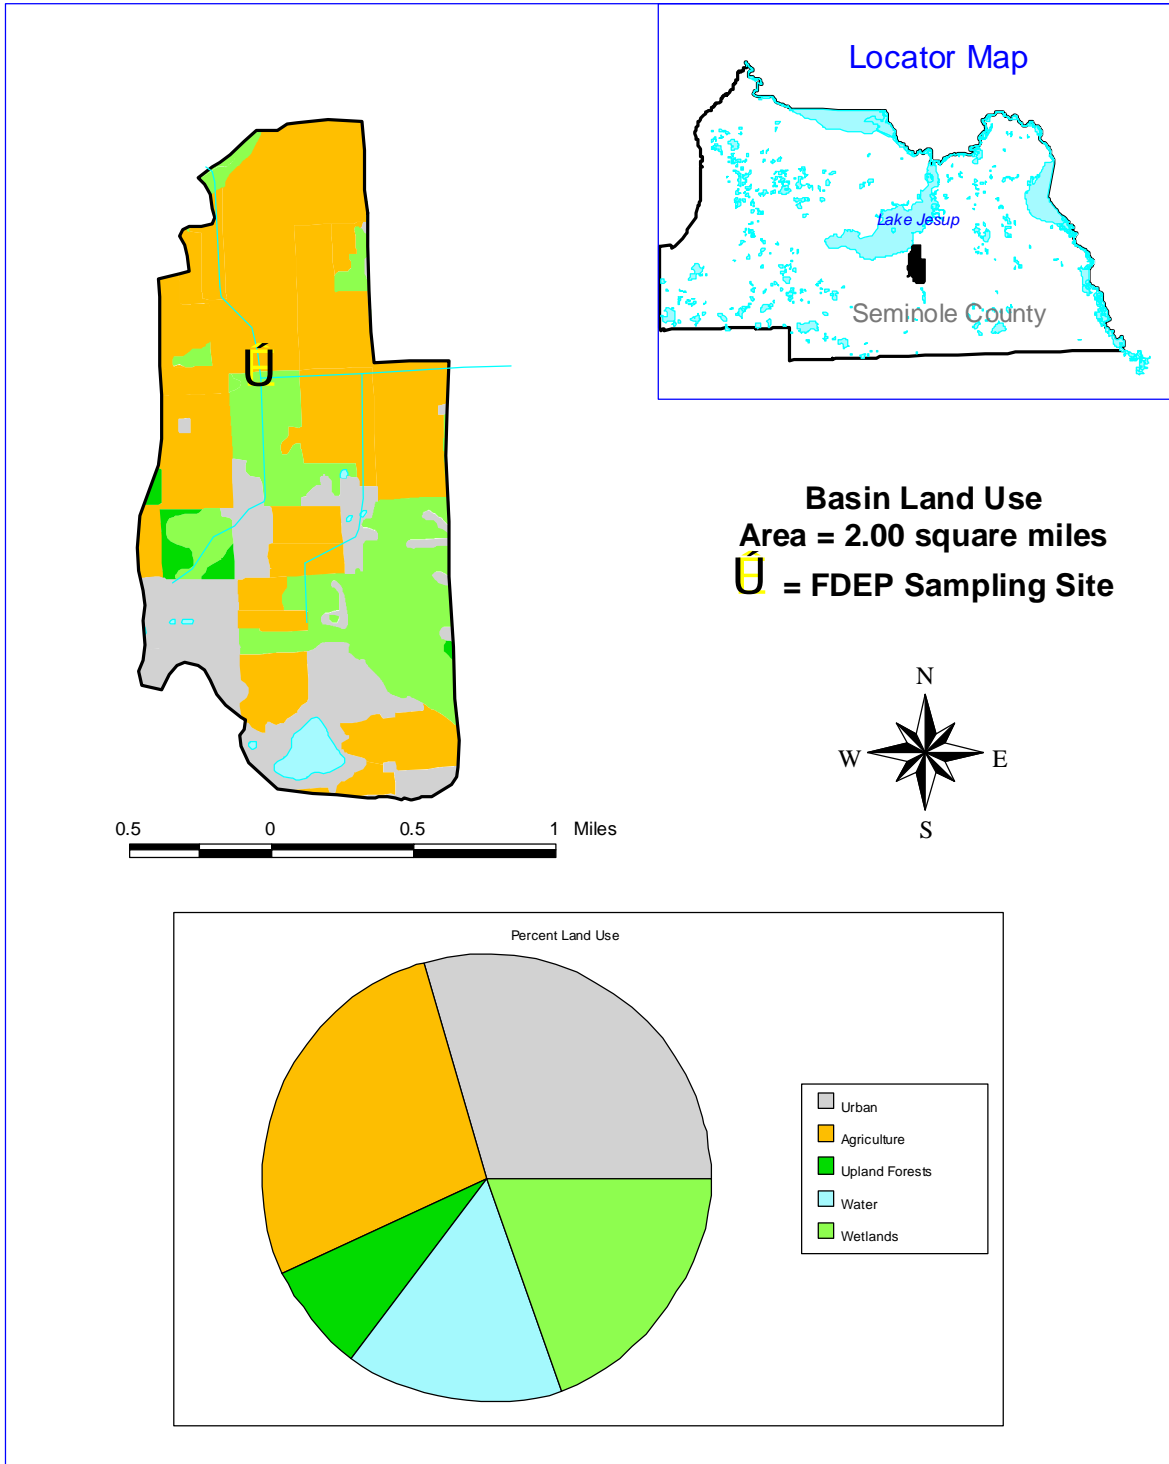 Locator Map
Lake Jesup
Seminole County
Basin Land Use
Area = 2.00 square miles
= FDEP Sampling Site
N
W E
S
0.5 0 0.5 1 Miles
Percent Land Use
Urban
Agriculture
Upland Forests
Water
Wetlands